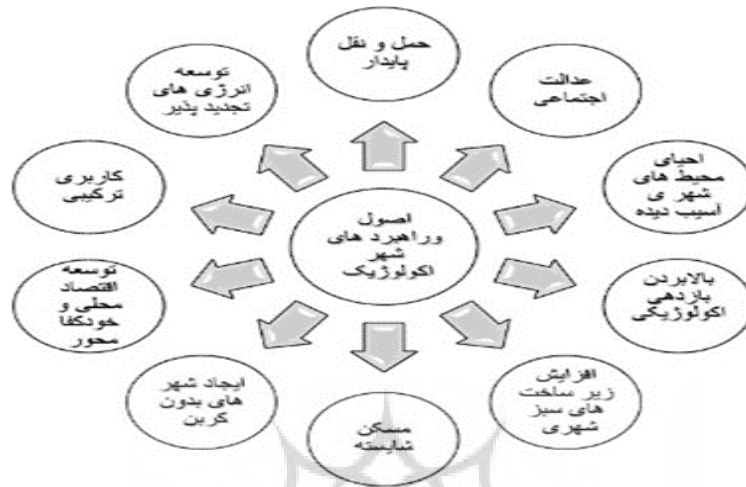 حمل و نقل
پایدار
عدالت
اجتماعی
احیای
محیط های
شهر ی
آسیب دیده
بالابردن
بازدهی
اکولوژیکی
افزایش
زیر ساخت
های سبز
شهری
مسکن
شایسته
ایجاد شهر
های بدون
کربن
توسعه
اقتصاد
محلی و
خودکفا
محور
کاربری
ترکیبی
توسعه
انرژی های
تجدید پذیر
اصول
وراهبرد های
شهر
اکولوژیک